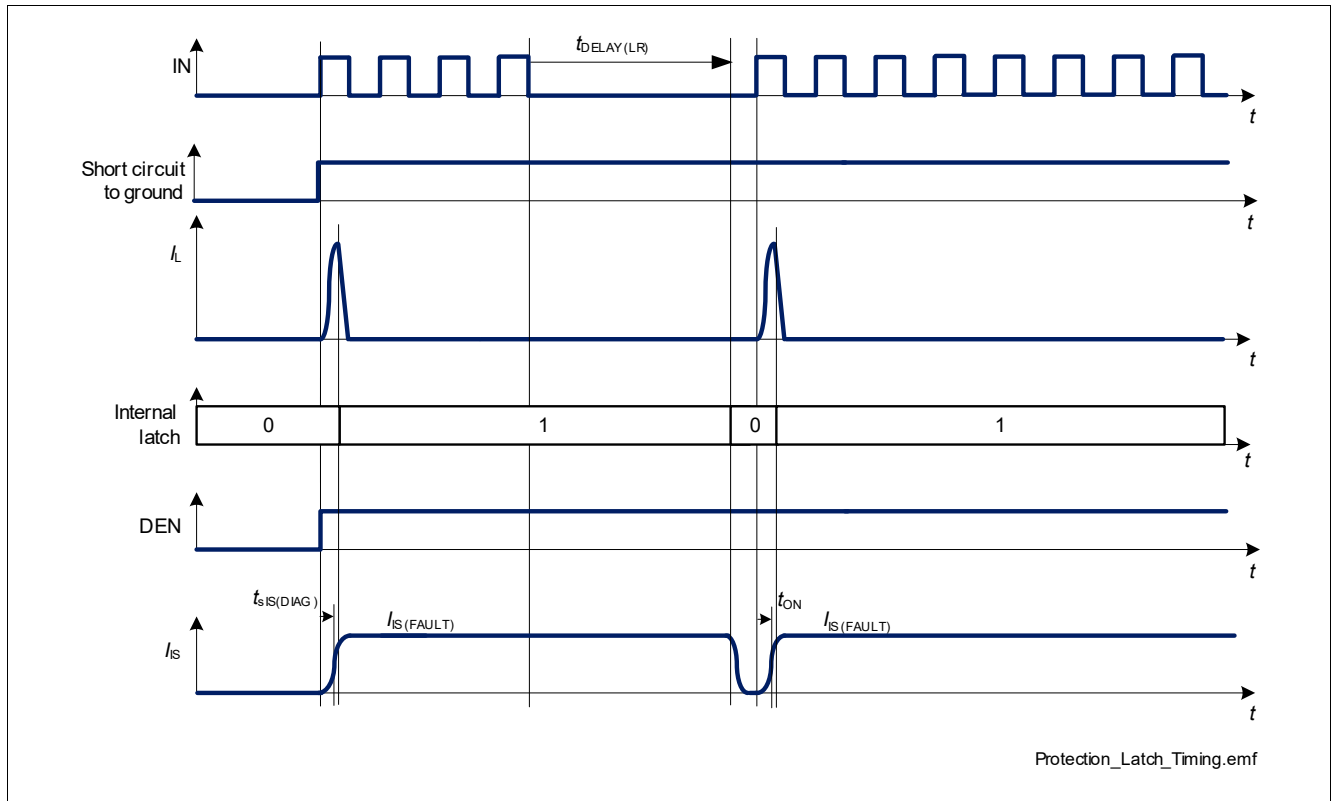 IN
tDELAY(LR)
t
Short circuit
to ground
t
IL
t
Internal
latch
0
1
0
1
t
DEN
t
tsIS(DIAG)
IIS(FAULT)
tON
IIS(FAULT)
IIS
t
Protection_Latch_Timing.emf